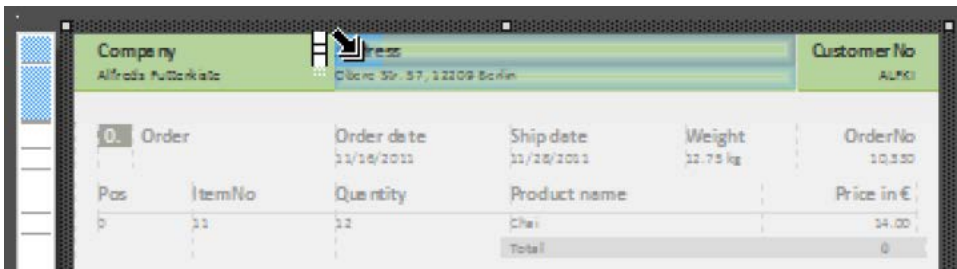 Company ress CustomerNo
Alfreds Futterkiste Obere Str. 57, 12209 Berlin ALFKI
0. Order Order date Ship date Weight OrderNo
11/16/2011 11/28/2011 12.75 kg 10,330
Pos ItemNo Quantity Product name Price in €
0 11 12 Chai 14.00
Total 0